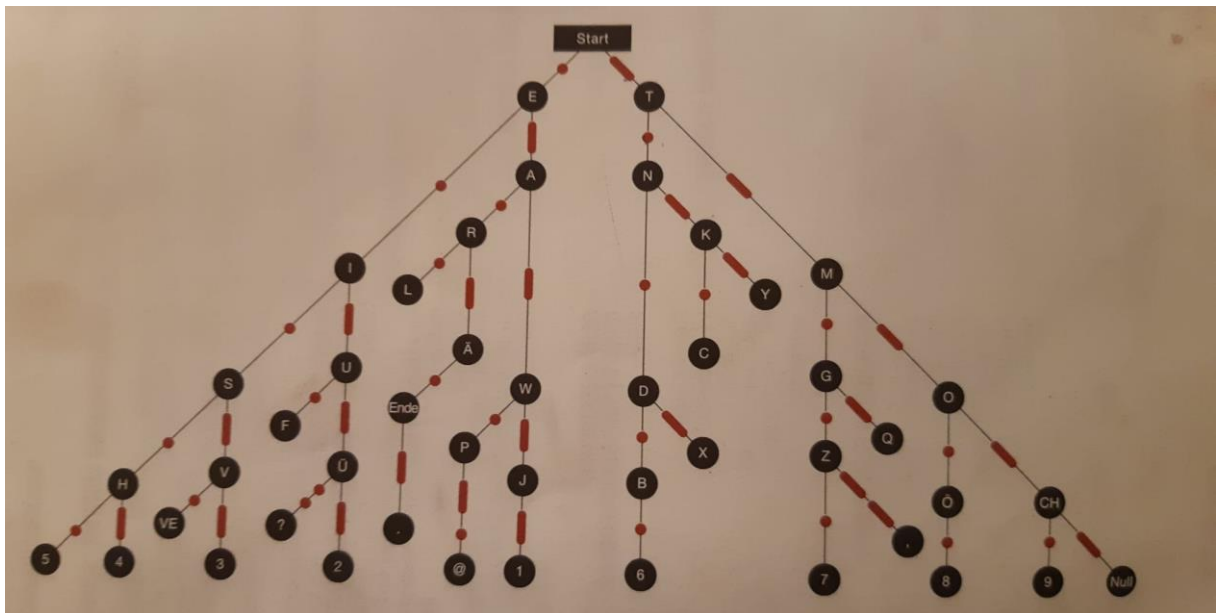 Start
E T
A N
R K
I L Y M
Ä C
S U W D G O
F Ende Q
H V Ü P J B X Z Ö CH
VE ? . ,
5 4 3 2 @ 1 6 7 8 9 Null